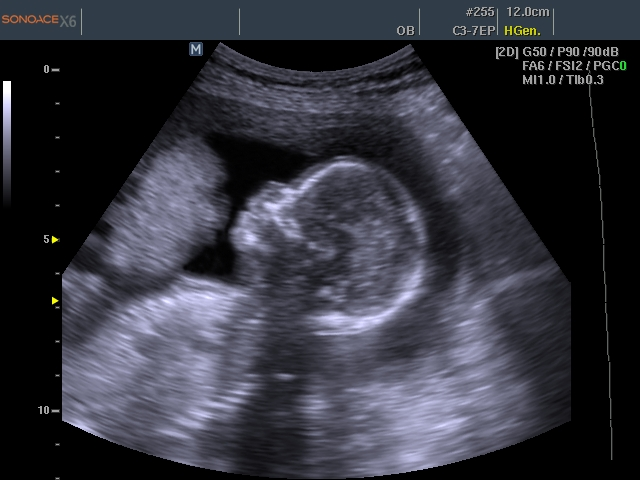 SONOACE X6
#255 12.0cm
OB C3-7EP HGen.
M
[2D] G50 / P90 /90dB
FA6 / FSI2 / PGC0
MI1.0 / TIb0.3
0
5
10